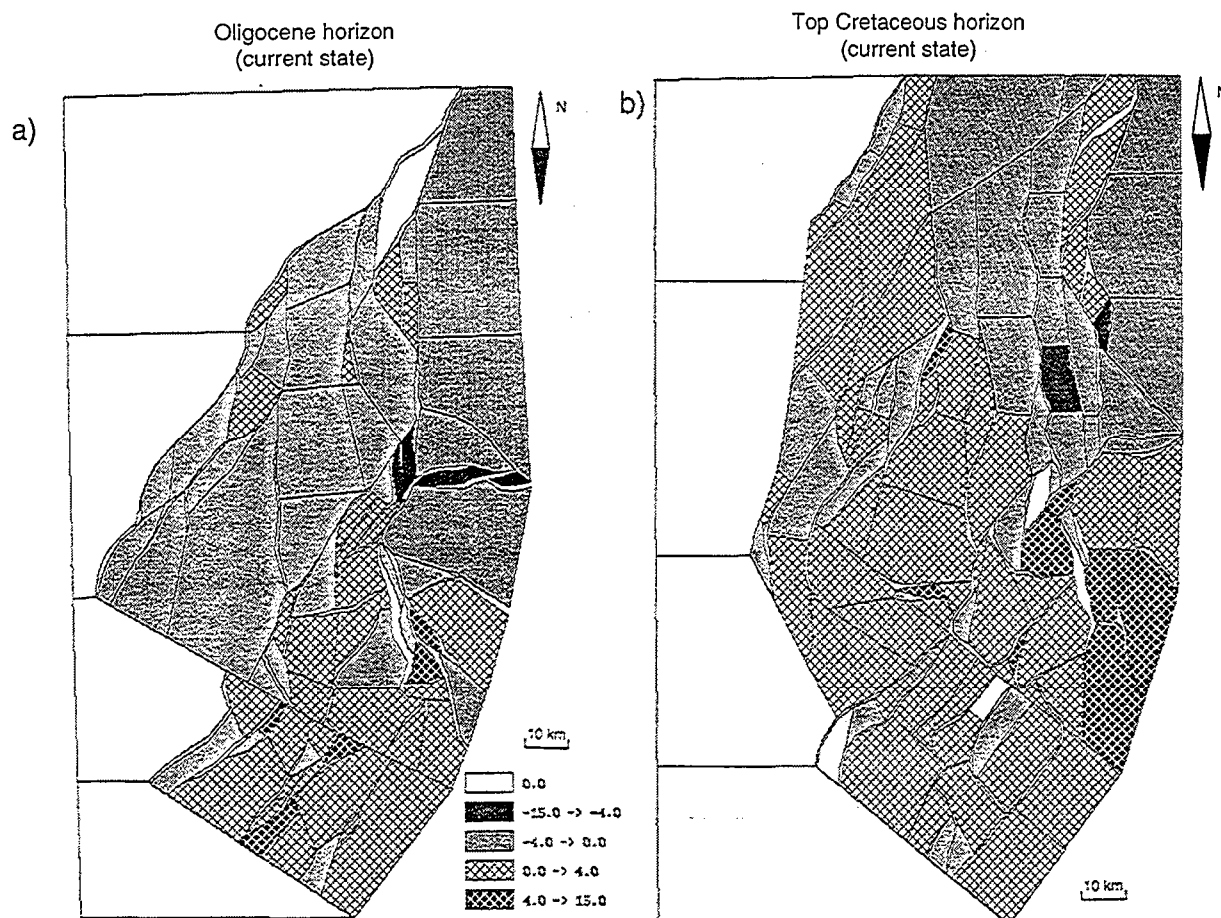 Oligocene horizon
(current state)
Top Cretaceous horizon
(current state)
a)
N
b)
N
10 km
0.0
-15.0 -> -4.0
-4.0 -> 0.0
0.0 -> 4.0
4.0 -> 15.0
10 km